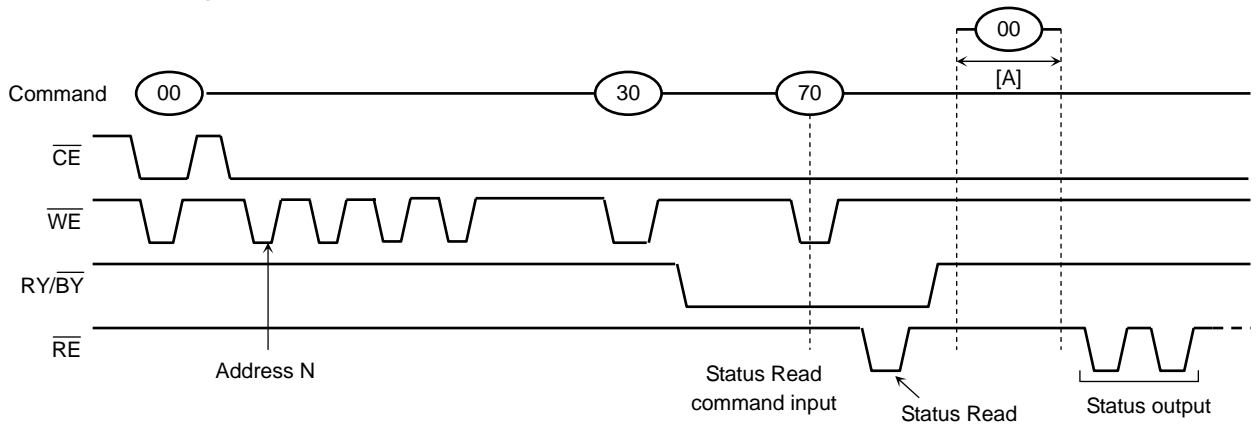 00
[A]
Command 00 30 70
CE
WE
RY/BY
RE
Address N
Status Read
command input
Status Read
Status output